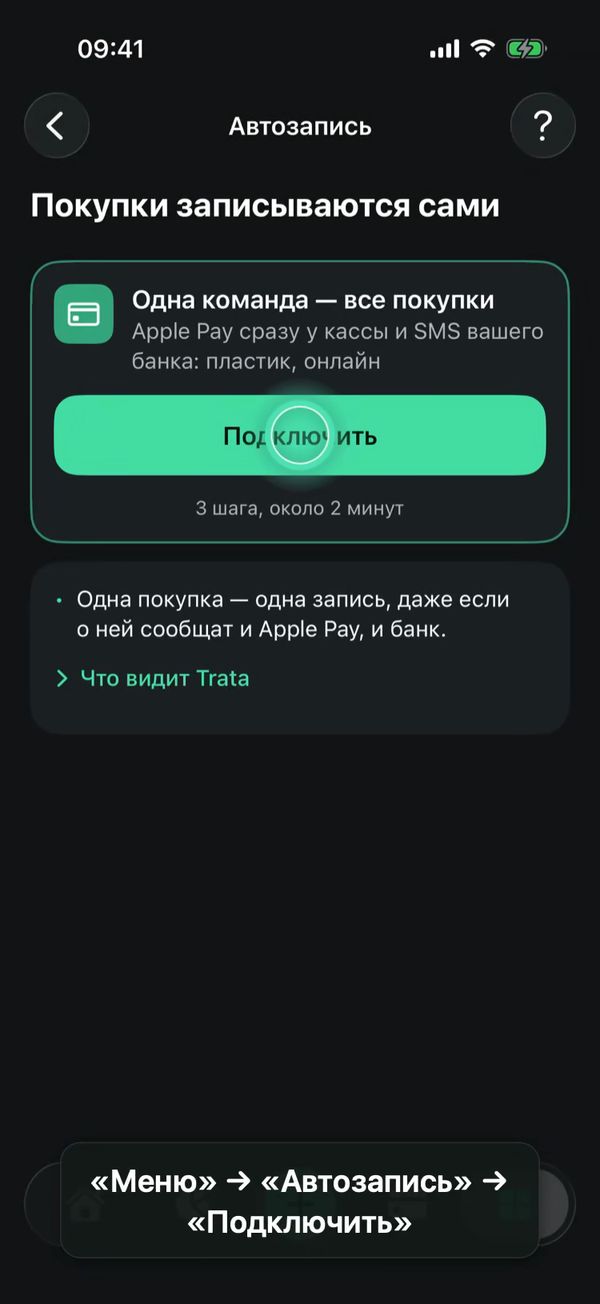 09:41
Автозапись
?
Покупки записываются сами
Одна команда — все покупки
Apple Pay сразу у кассы и SMS вашего
банка: пластик, онлайн
Подключить
3 шага, около 2 минут
• Одна покупка — одна запись, даже если
о ней сообщат и Apple Pay, и банк.
Что видит Trata
«Меню» → «Автозапись» →
«Подключить»